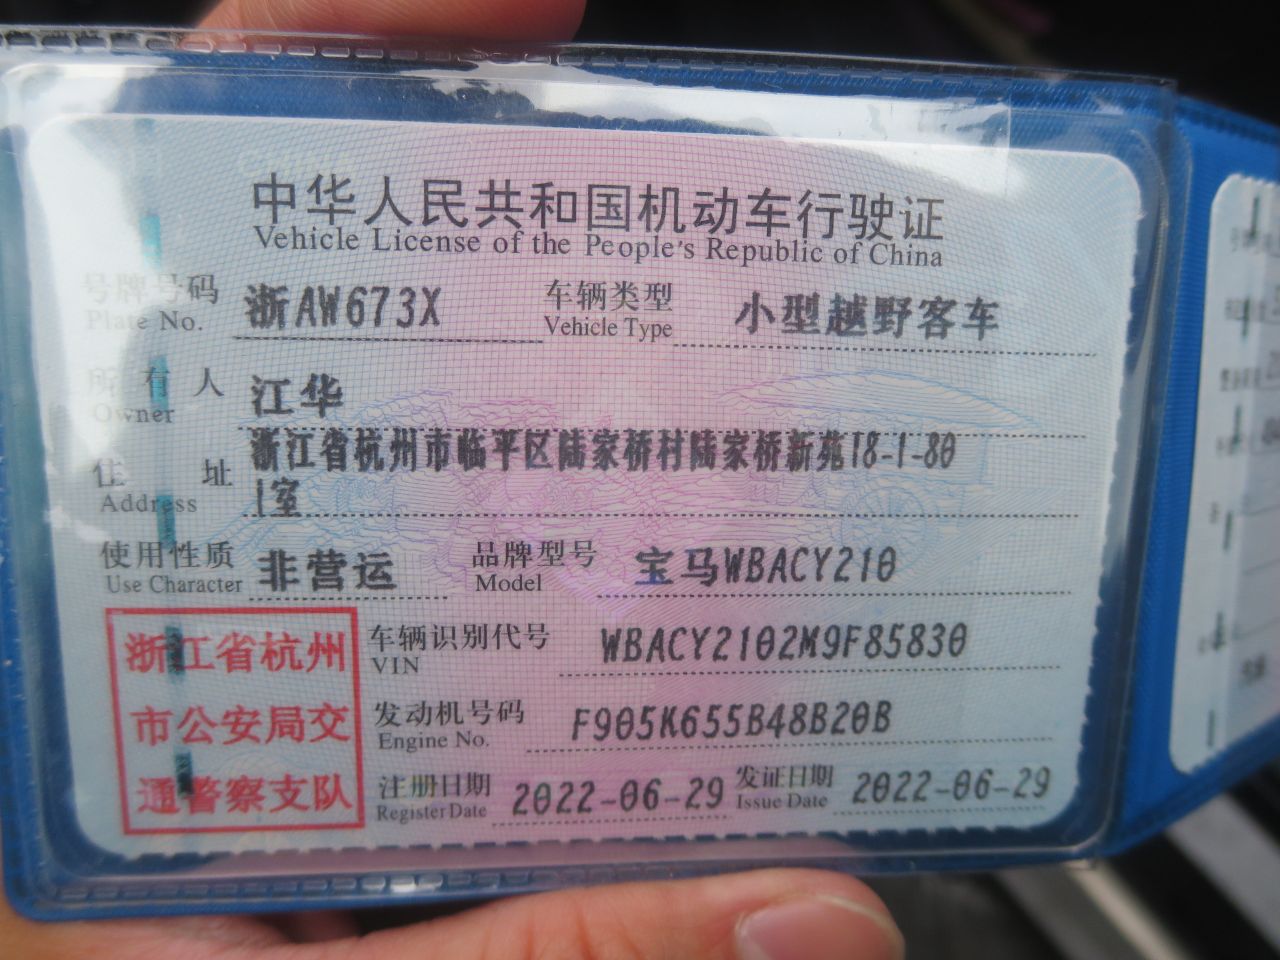 中华人民共和国机动车行驶证
Vehicle License of the People's Republic of China
号牌号码 浙AW673X 车辆类型 小型越野客车
Plate No. Vehicle Type
所有人 江华
Owner
浙江省杭州市临平区陆家桥村陆家桥新苑18-1-80
住址 1室
Address
使用性质 非营运 品牌型号 宝马WBACY210
Use Character Model
浙江省杭州 车辆识别代号 WBACY2102M9F85830
VIN
市公安局交 发动机号码 F905K655B48B20B
Engine No.
通警察支队 注册日期 2022-06-29 发证日期 2022-06-29
Register Date Issue Date